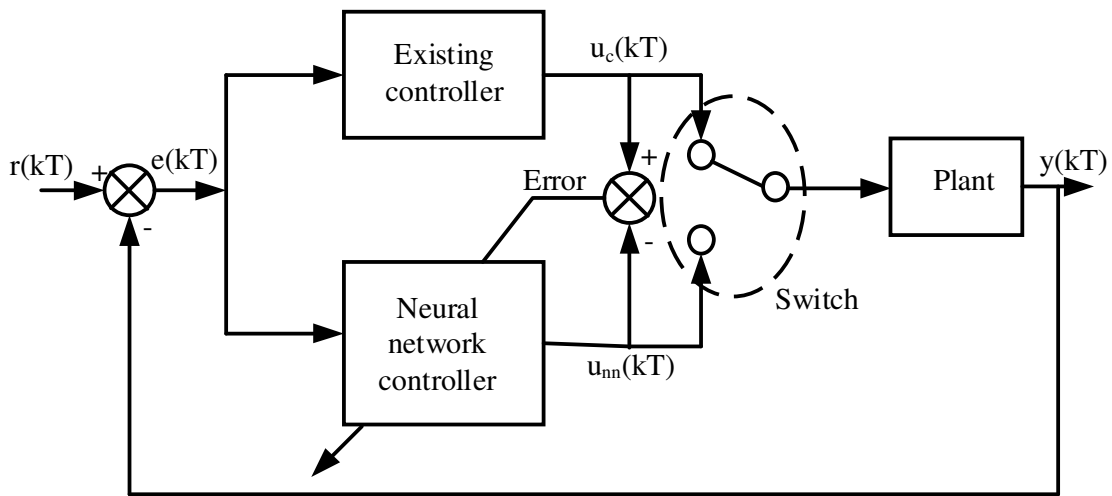 Existing
controller
u_c(kT)
r(kT)
+
e(kT)
-
Error
+
-
Switch
Plant
y(kT)
Neural
network
controller
u_nn(kT)